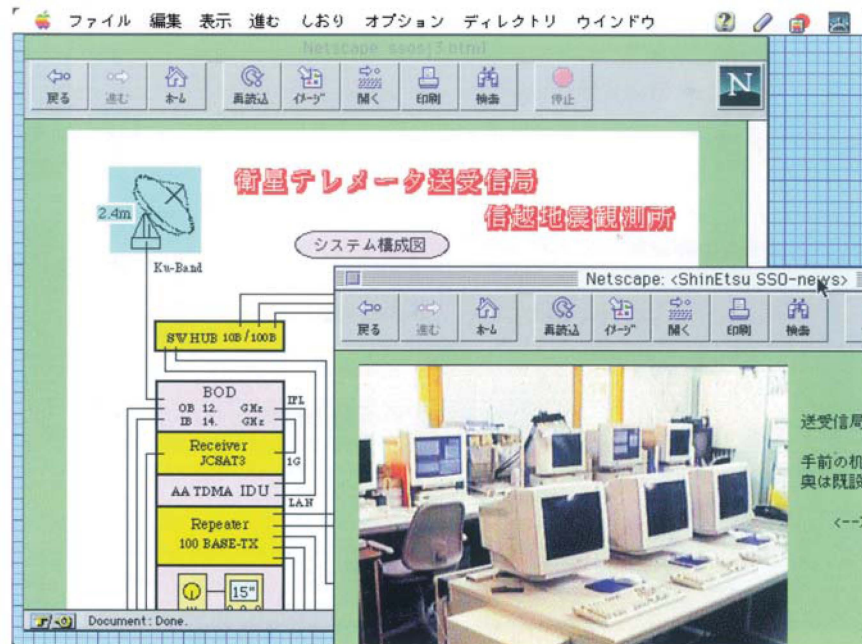 ファイル 編集 表示 進む しおり オプション ディレクトリ ウインドウ
Netscape: ssosj3.html
戻る 進む ホーム 再読込 イメージ 開く 印刷 検索 停止
N
衛星テレメータ送受信局
信越地震観測所
2.4m
システム構成図
Ku-Band
Netscape: <ShinEtsu SSO-news>
戻る 進む ホーム 再読込 イメージ 開く 印刷 検索
SW HUB 10B/100B
BOD
OB 12. GHz
IB 14. GHz
IFL
Receiver
JCSAT3
1G
AA TDMA IDU
LAN
Repeater
100 BASE-TX
15"
送受信局
手前の机
奥は既設
<--
Document: Done.